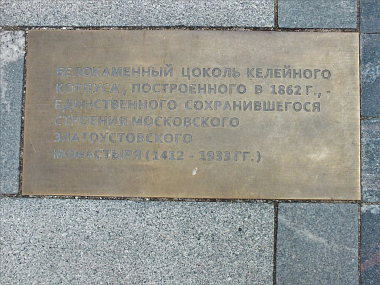 БЕЛОКАМЕННЫЙ ЦОКОЛЬ КЕЛЕЙНОГО
КОРПУСА, ПОСТРОЕННОГО В 1862 Г., -
ЕДИНСТВЕННОГО СОХРАНИВШЕГОСЯ
СТРОЕНИЯ МОСКОВСКОГО
ЗЛАТОУСТОВСКОГО
МОНАСТЫРЯ (1412 - 1933 ГГ.)